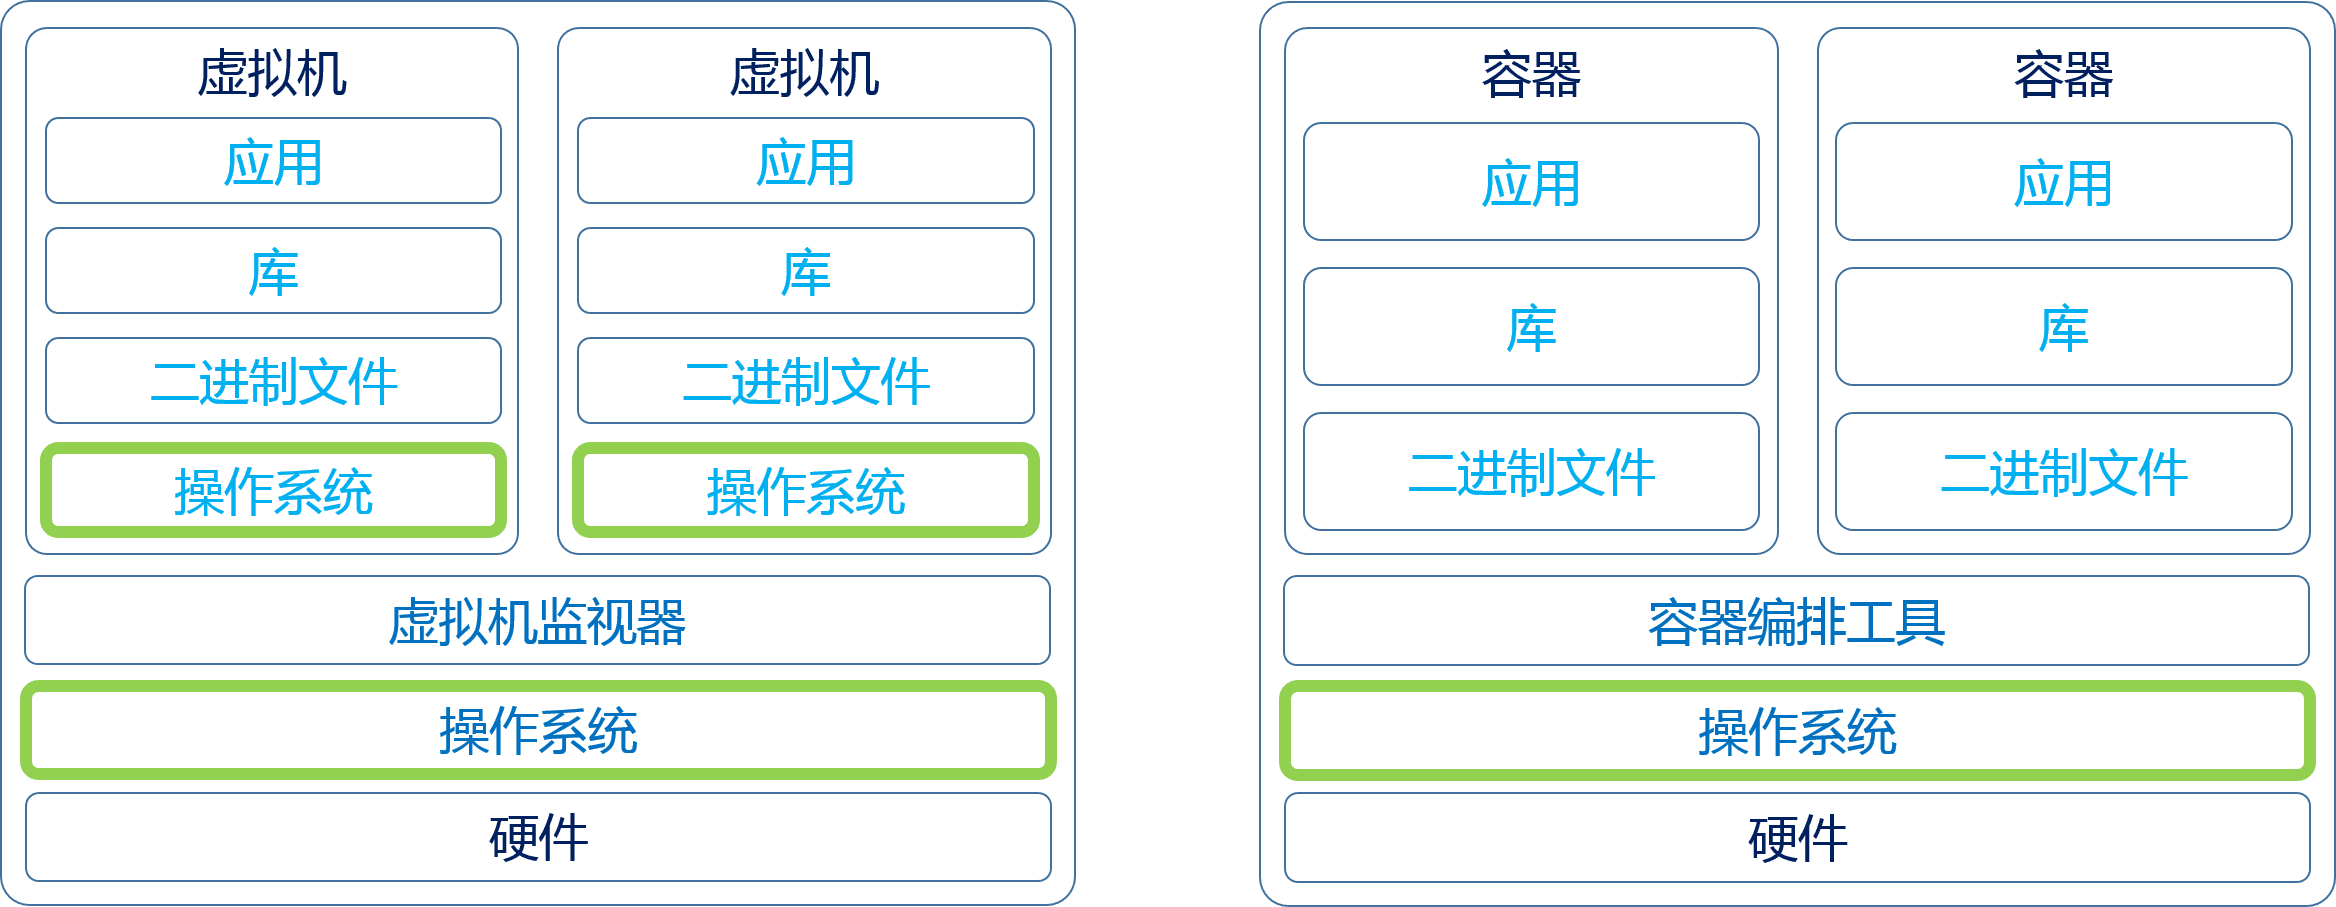 虚拟机
应用
库
二进制文件
操作系统
虚拟机
应用
库
二进制文件
操作系统
虚拟机监视器
操作系统
硬件
容器
应用
库
二进制文件
容器
应用
库
二进制文件
容器编排工具
操作系统
硬件